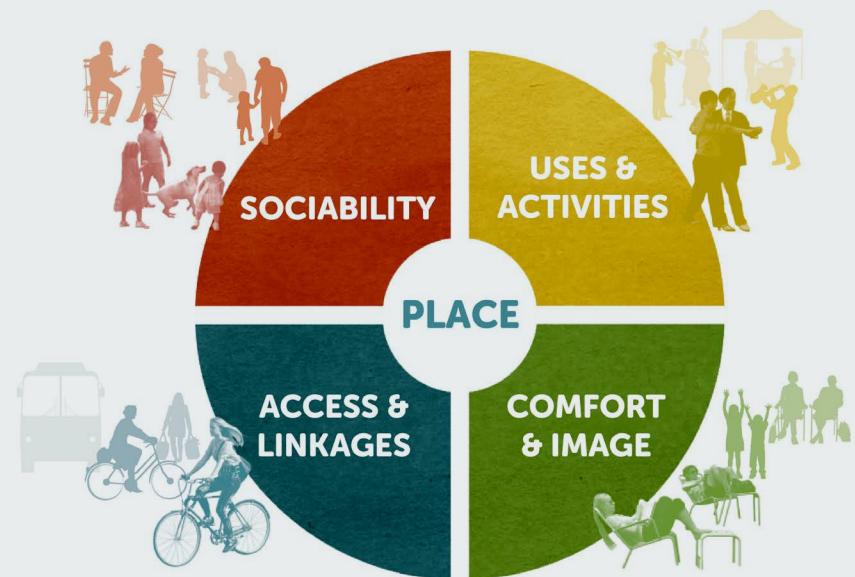 SOCIABILITY
USES &
ACTIVITIES
PLACE
ACCESS &
LINKAGES
COMFORT
& IMAGE